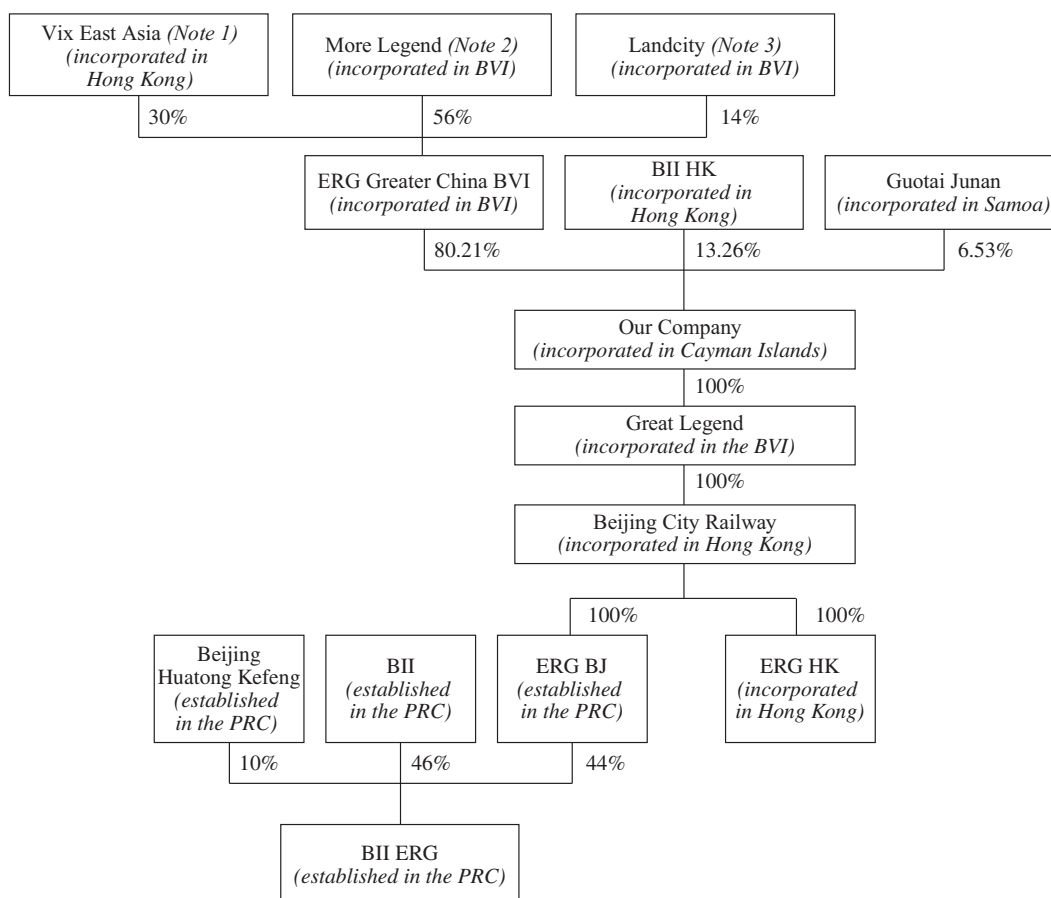 Vix East Asia (Note 1)
(incorporated in
Hong Kong)
More Legend (Note 2)
(incorporated in BVI)
Landcity (Note 3)
(incorporated in BVI)
30%
56%
14%
ERG Greater China BVI
(incorporated in BVI)
BII HK
(incorporated in
Hong Kong)
Guotai Junan
(incorporated in Samoa)
80.21%
13.26%
6.53%
Our Company
(incorporated in Cayman Islands)
100%
Great Legend
(incorporated in the BVI)
100%
Beijing City Railway
(incorporated in Hong Kong)
100%
100%
Beijing
Huatong Kefeng
(established
in the PRC)
BII
(established
in the PRC)
ERG BJ
(established
in the PRC)
ERG HK
(incorporated
in Hong Kong)
10%
46%
44%
BII ERG
(established in the PRC)